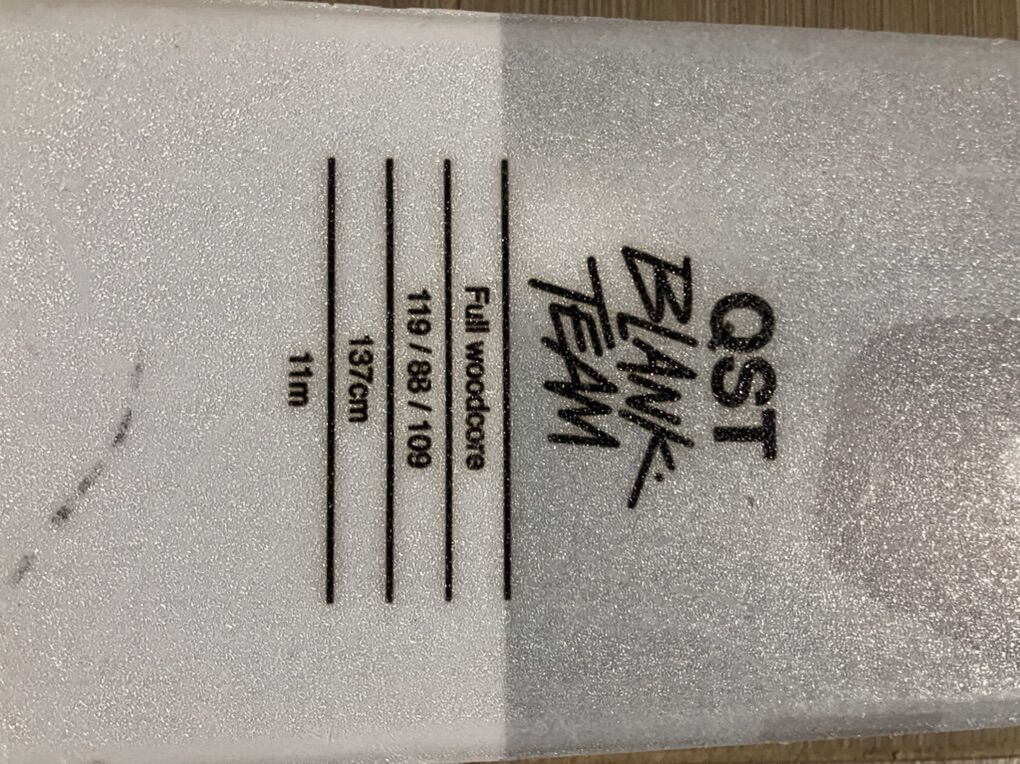 QST
BLANK
TEAM
Full woodcore
119 / 88 / 109
137cm
11m